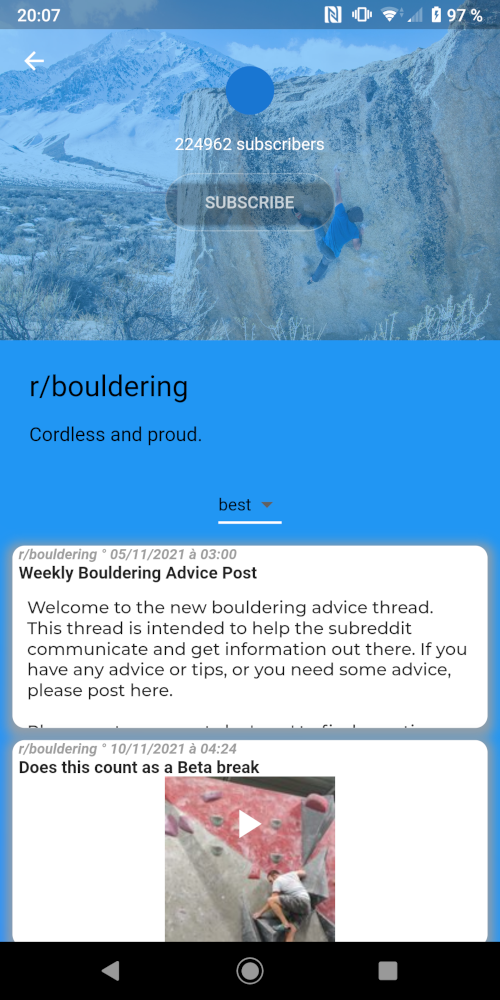 20:07
97 %
224962 subscribers
SUBSCRIBE
r/bouldering
Cordless and proud.
best
r/bouldering ° 05/11/2021 à 03:00
Weekly Bouldering Advice Post
Welcome to the new bouldering advice thread.
This thread is intended to help the subreddit
communicate and get information out there. If you
have any advice or tips, or you need some advice,
please post here.
r/bouldering ° 10/11/2021 à 04:24
Does this count as a Beta break